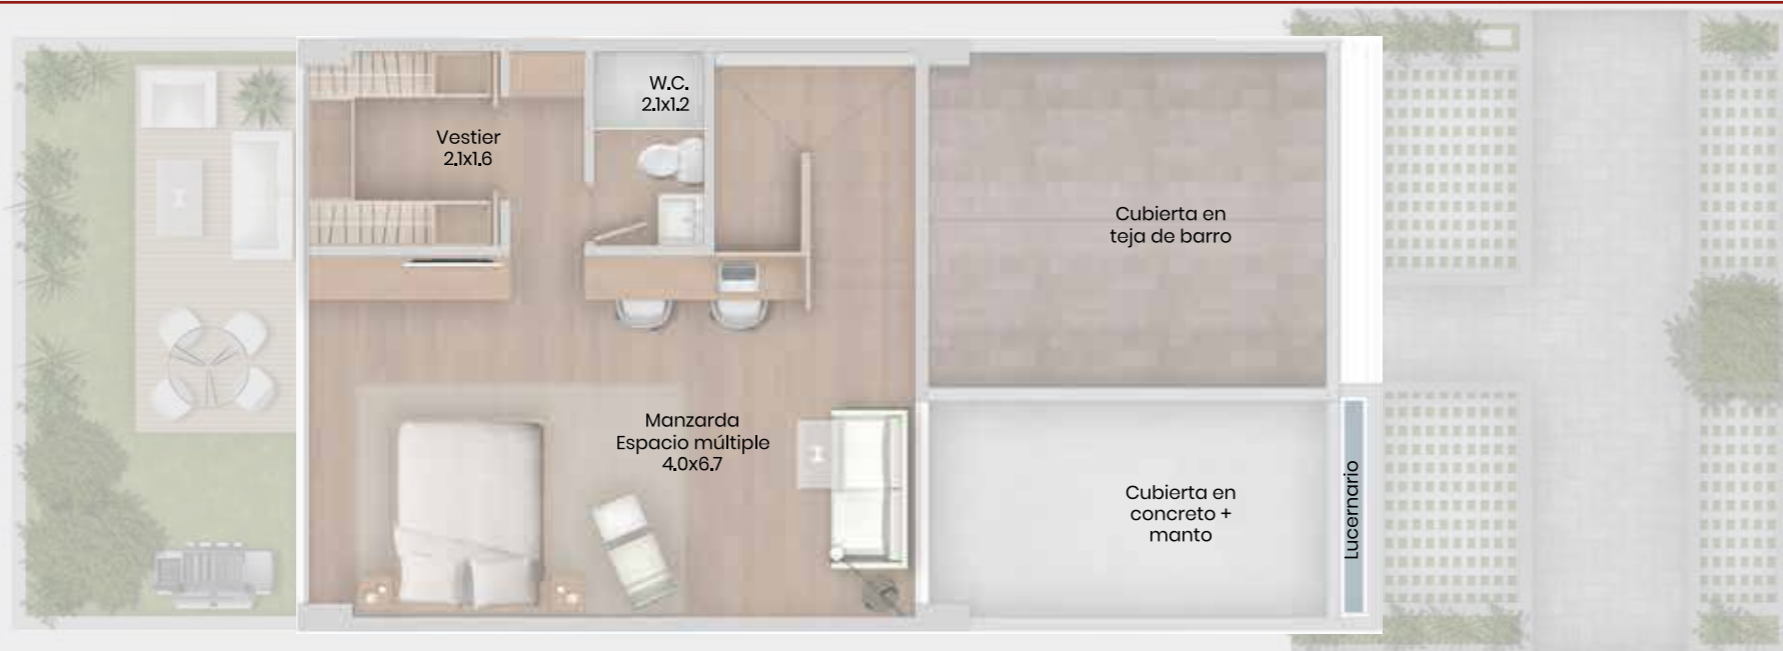 W.C.
2.1x1.2
Vestier
2.1x1.6
Cubierta en
teja de barro
Manzarda
Espacio múltiple
4.0x6.7
Cubierta en
concreto +
manto
Lucernario